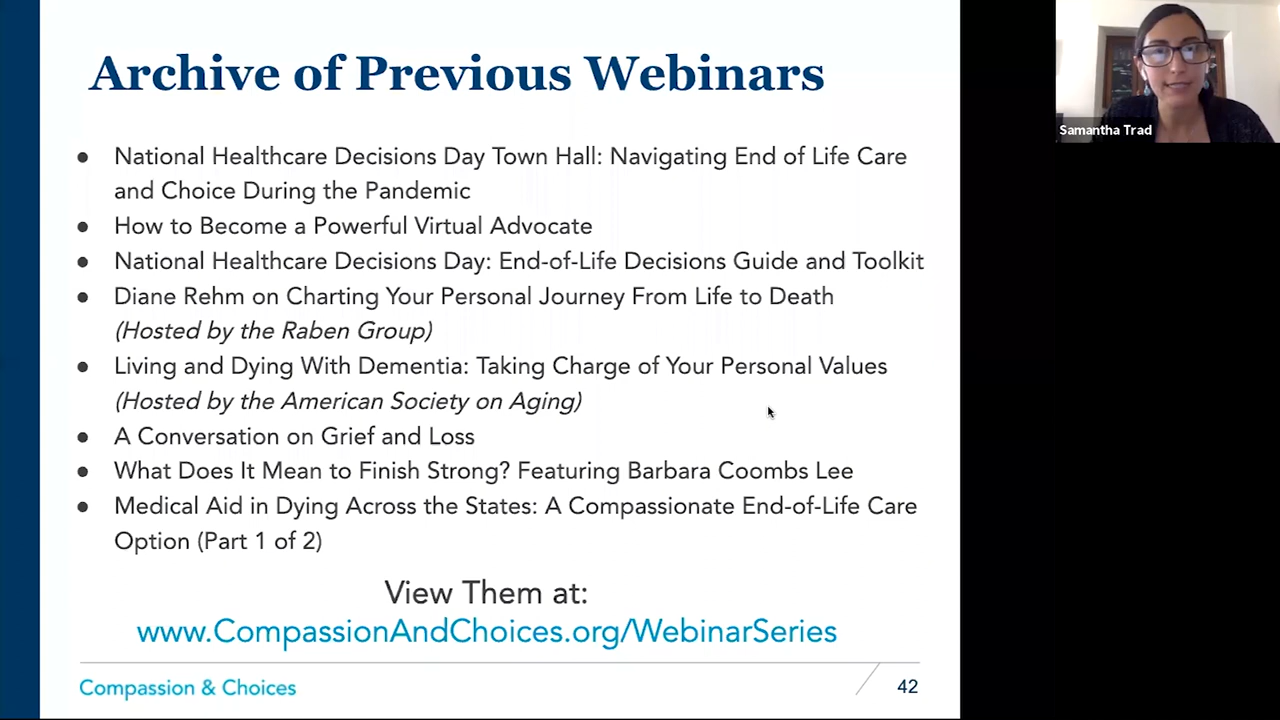 Archive of Previous Webinars
Samantha Trad
● National Healthcare Decisions Day Town Hall: Navigating End of Life Care
and Choice During the Pandemic
● How to Become a Powerful Virtual Advocate
● National Healthcare Decisions Day: End-of-Life Decisions Guide and Toolkit
● Diane Rehm on Charting Your Personal Journey From Life to Death
(Hosted by the Raben Group)
● Living and Dying With Dementia: Taking Charge of Your Personal Values
(Hosted by the American Society on Aging)
● A Conversation on Grief and Loss
● What Does It Mean to Finish Strong? Featuring Barbara Coombs Lee
● Medical Aid in Dying Across the States: A Compassionate End-of-Life Care
Option (Part 1 of 2)
View Them at:
www.CompassionAndChoices.org/WebinarSeries
Compassion & Choices
42